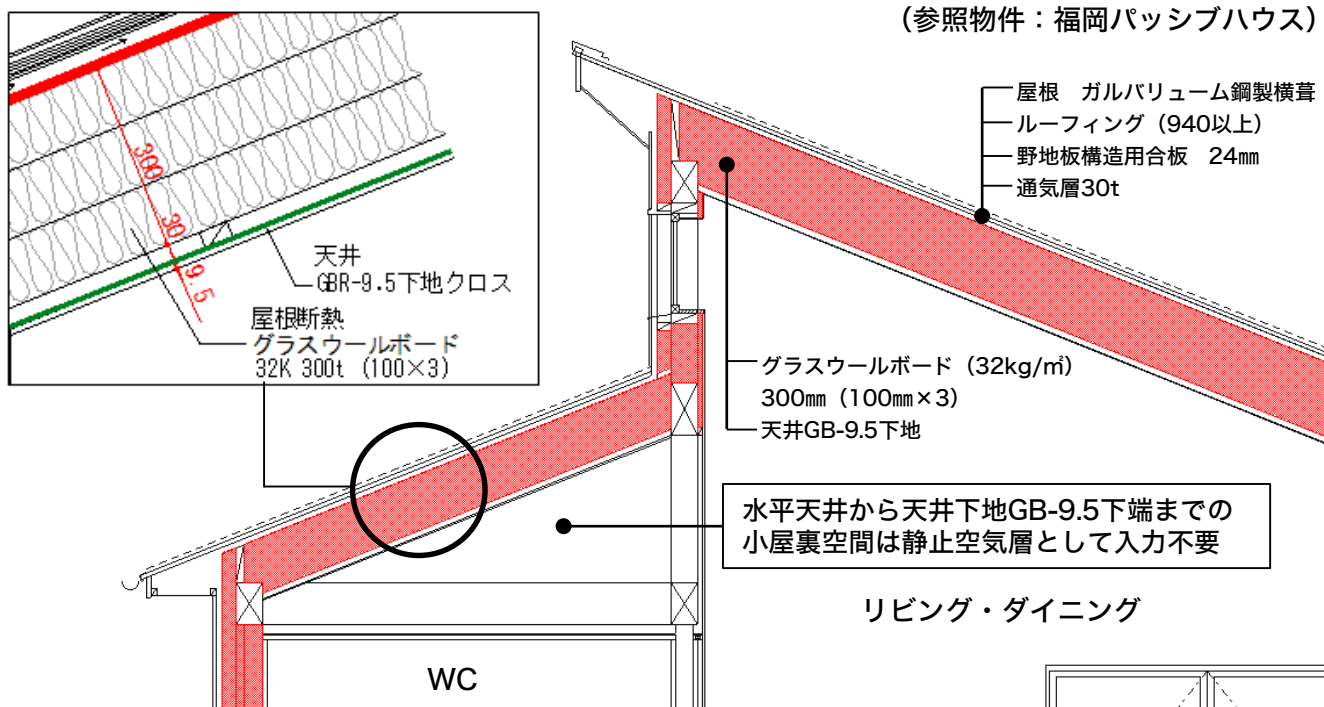 （参照物件：福岡パッシブハウス）
屋根　ガルバリューム鋼製横葺
ルーフィング（940以上）
野地板構造用合板　24㎜
通気層30t
300
30
9.5
天井
GBR-9.5下地クロス
屋根断熱
グラスウールボード
32K 300t (100×3)
グラスウールボード（32kg/㎡）
300㎜（100㎜×3）
天井GB-9.5下地
水平天井から天井下地GB-9.5下端までの
小屋裏空間は静止空気層として入力不要
リビング・ダイニング
WC